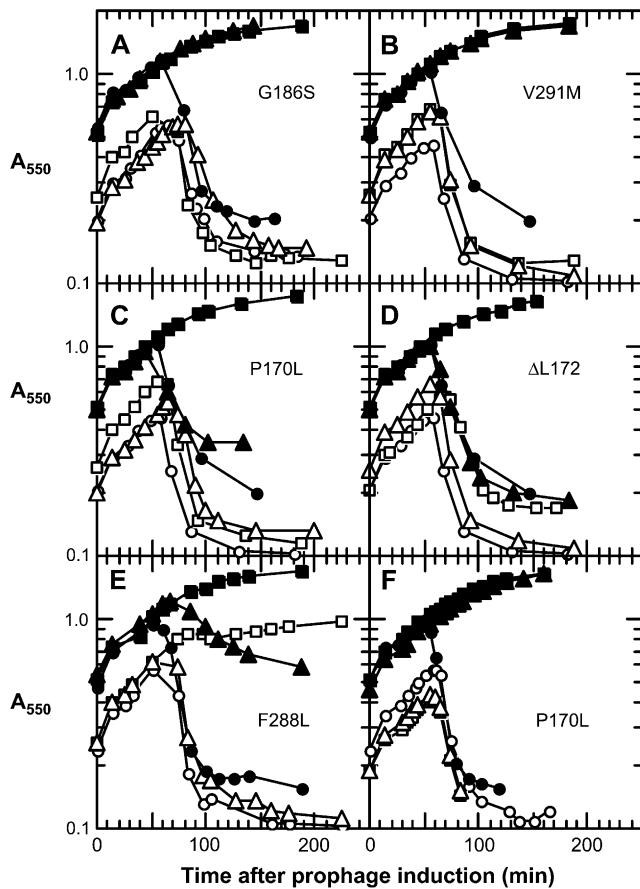 A
B
1.0
G186S
V291M
A550
0.1
C
D
1.0
P170L
ΔL172
A550
0.1
E
F
1.0
A550
F288L
P170L
0.1
0 100 200 0 100 200
Time after prophage induction (min)